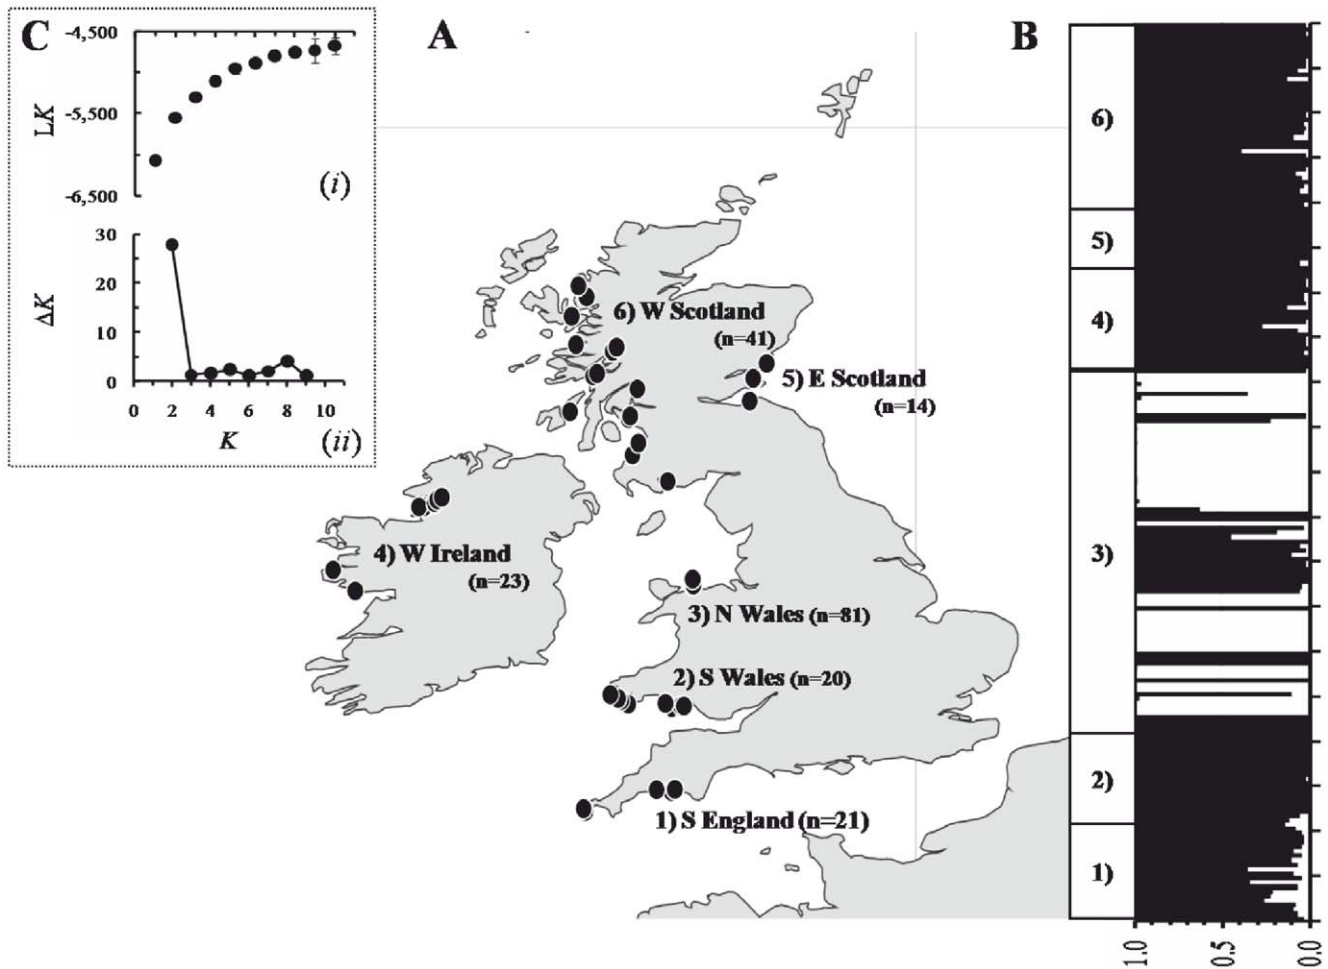 C
-4,500
LK
-5,500
-6,500
(i)
30
20
ΔK
10
0
0 2 4 6 8 10
K
(ii)
A
6) W Scotland
(n=41)
5) E Scotland
(n=14)
4) W Ireland
(n=23)
3) N Wales (n=81)
2) S Wales (n=20)
1) S England (n=21)
B
6)
5)
4)
3)
2)
1)
1.0
0.5
0.0